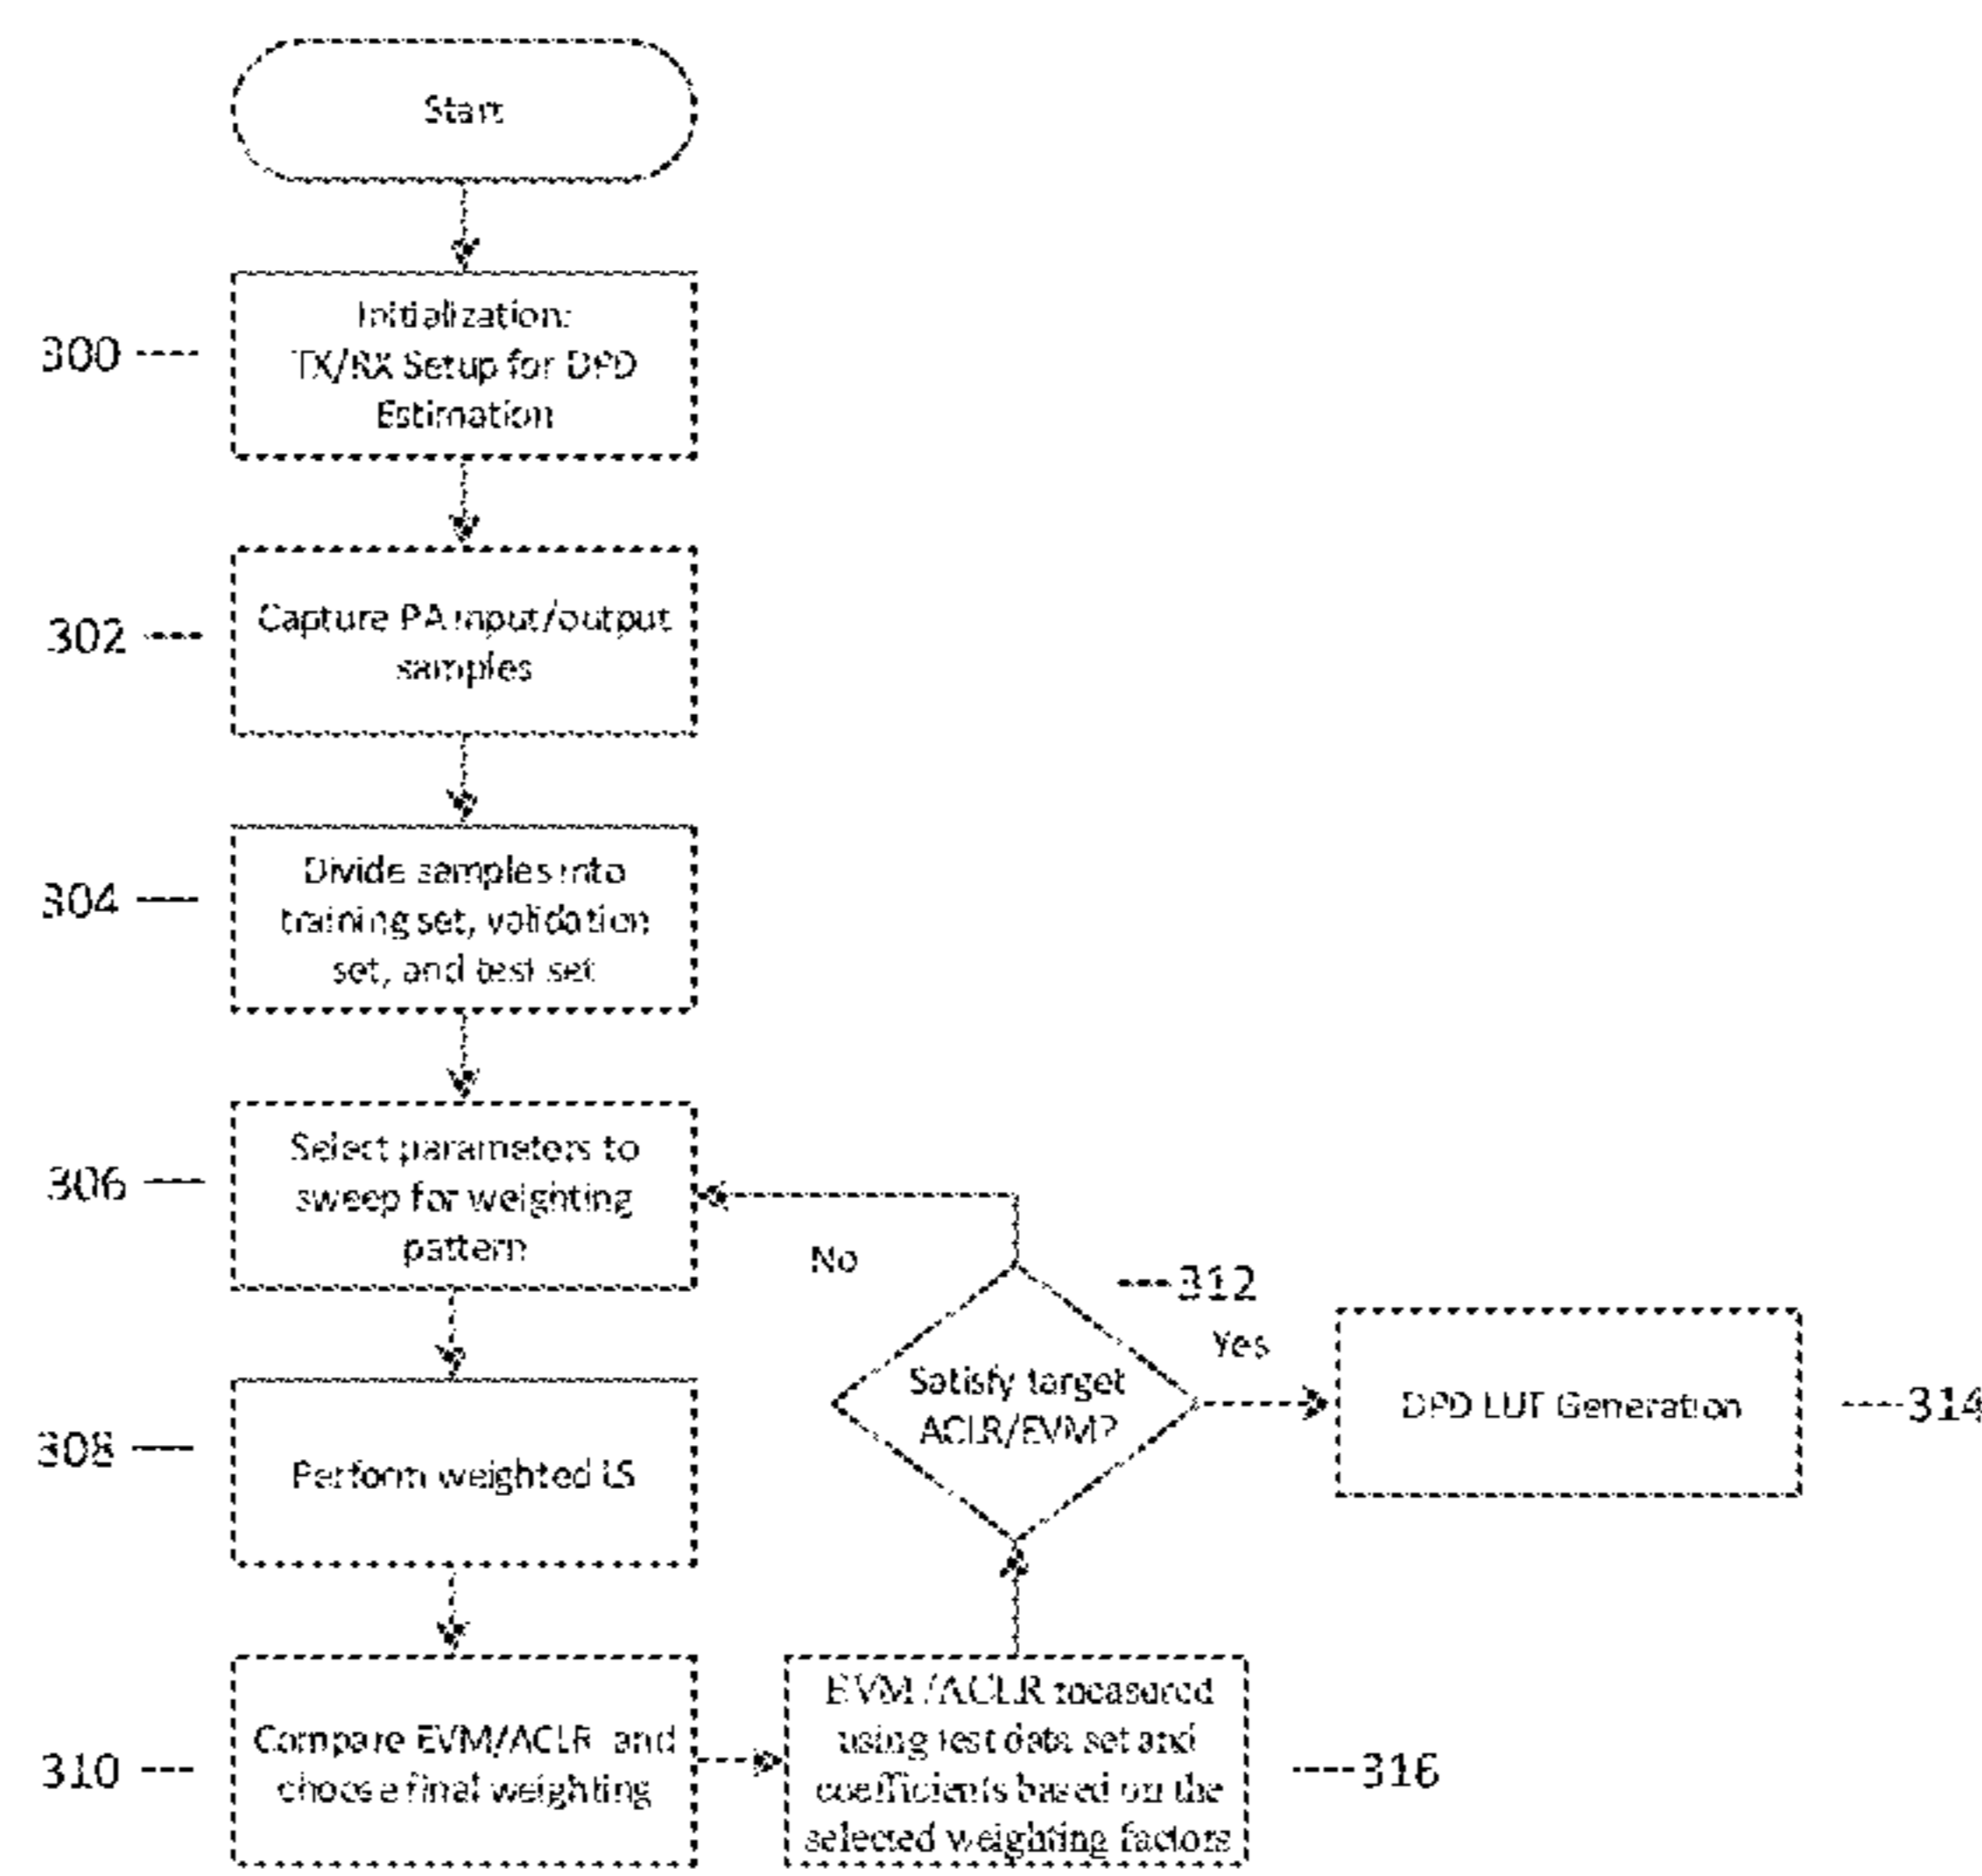 Start
Initialization:
TX/RX Setup for DPD
Estimation
300
Capture PA input/output
samples
302
Divide samples into
training set, validation
set, and test set
304
Select parameters to
sweep for weighting
pattern
306
No
312
Yes
Satisfy target
ACLR/EVM?
DPD LUT Generation
314
Perform weighted LS
308
Compare EVM/ACLR and
choose final weighting
310
EVM /ACLR measured
using test data set and
coefficients based on the
selected weighting factors
316